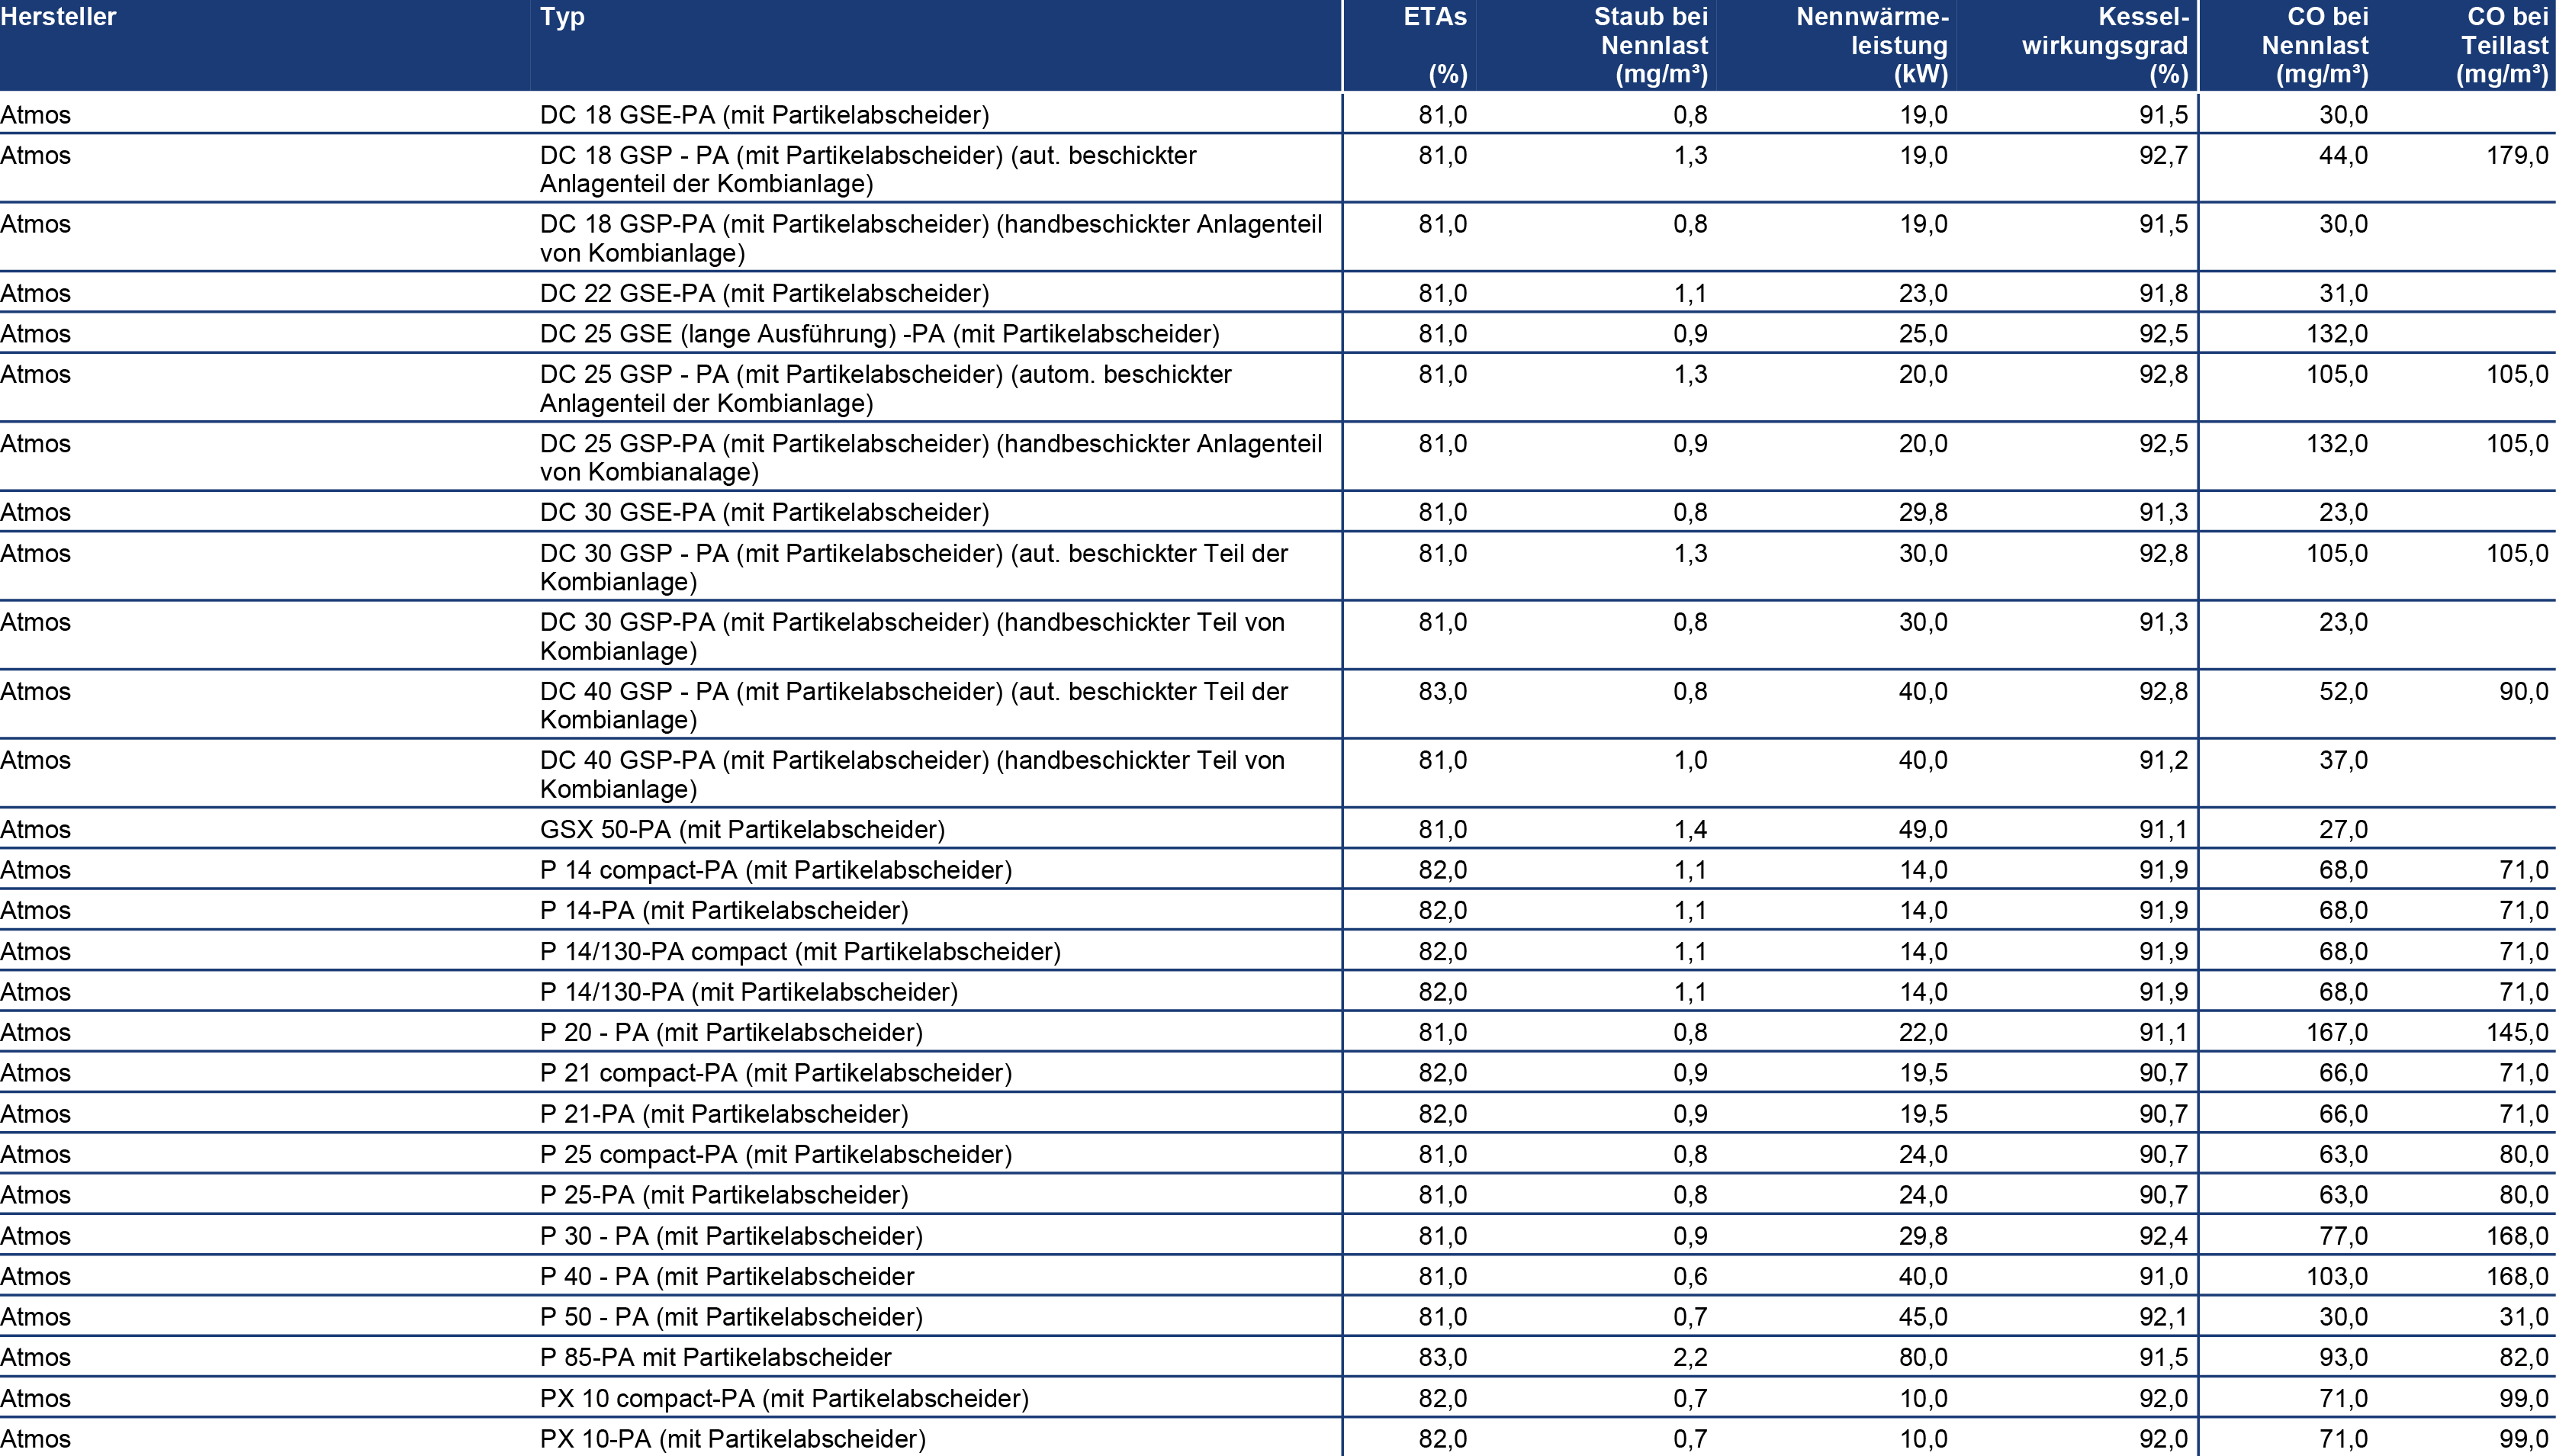 Hersteller Typ ETAs Staub bei Nennwärme- Kessel- CO bei CO bei
Nennlast leistung wirkungsgrad Nennlast Teillast
(%) (mg/m³) (kW) (%) (mg/m³) (mg/m³)
Atmos DC 18 GSE-PA (mit Partikelabscheider) 81,0 0,8 19,0 91,5 30,0
Atmos DC 18 GSP - PA (mit Partikelabscheider) (aut. beschickter 81,0 1,3 19,0 92,7 44,0 179,0
Anlagenteil der Kombianlage)
Atmos DC 18 GSP-PA (mit Partikelabscheider) (handbeschickter Anlagenteil 81,0 0,8 19,0 91,5 30,0
von Kombianlage)
Atmos DC 22 GSE-PA (mit Partikelabscheider) 81,0 1,1 23,0 91,8 31,0
Atmos DC 25 GSE (lange Ausführung) -PA (mit Partikelabscheider) 81,0 0,9 25,0 92,5 132,0
Atmos DC 25 GSP - PA (mit Partikelabscheider) (autom. beschickter 81,0 1,3 20,0 92,8 105,0 105,0
Anlagenteil der Kombianlage)
Atmos DC 25 GSP-PA (mit Partikelabscheider) (handbeschickter Anlagenteil 81,0 0,9 20,0 92,5 132,0 105,0
von Kombianalage)
Atmos DC 30 GSE-PA (mit Partikelabscheider) 81,0 0,8 29,8 91,3 23,0
Atmos DC 30 GSP - PA (mit Partikelabscheider) (aut. beschickter Teil der 81,0 1,3 30,0 92,8 105,0 105,0
Kombianlage)
Atmos DC 30 GSP-PA (mit Partikelabscheider) (handbeschickter Teil von 81,0 0,8 30,0 91,3 23,0
Kombianlage)
Atmos DC 40 GSP - PA (mit Partikelabscheider) (aut. beschickter Teil der 83,0 0,8 40,0 92,8 52,0 90,0
Kombianlage)
Atmos DC 40 GSP-PA (mit Partikelabscheider) (handbeschickter Teil von 81,0 1,0 40,0 91,2 37,0
Kombianlage)
Atmos GSX 50-PA (mit Partikelabscheider) 81,0 1,4 49,0 91,1 27,0
Atmos P 14 compact-PA (mit Partikelabscheider) 82,0 1,1 14,0 91,9 68,0 71,0
Atmos P 14-PA (mit Partikelabscheider) 82,0 1,1 14,0 91,9 68,0 71,0
Atmos P 14/130-PA compact (mit Partikelabscheider) 82,0 1,1 14,0 91,9 68,0 71,0
Atmos P 14/130-PA (mit Partikelabscheider) 82,0 1,1 14,0 91,9 68,0 71,0
Atmos P 20 - PA (mit Partikelabscheider) 81,0 0,8 22,0 91,1 167,0 145,0
Atmos P 21 compact-PA (mit Partikelabscheider) 82,0 0,9 19,5 90,7 66,0 71,0
Atmos P 21-PA (mit Partikelabscheider) 82,0 0,9 19,5 90,7 66,0 71,0
Atmos P 25 compact-PA (mit Partikelabscheider) 81,0 0,8 24,0 90,7 63,0 80,0
Atmos P 25-PA (mit Partikelabscheider) 81,0 0,8 24,0 90,7 63,0 80,0
Atmos P 30 - PA (mit Partikelabscheider) 81,0 0,9 29,8 92,4 77,0 168,0
Atmos P 40 - PA (mit Partikelabscheider 81,0 0,6 40,0 91,0 103,0 168,0
Atmos P 50 - PA (mit Partikelabscheider) 81,0 0,7 45,0 92,1 30,0 31,0
Atmos P 85-PA mit Partikelabscheider 83,0 2,2 80,0 91,5 93,0 82,0
Atmos PX 10 compact-PA (mit Partikelabscheider) 82,0 0,7 10,0 92,0 71,0 99,0
Atmos PX 10-PA (mit Partikelabscheider) 82,0 0,7 10,0 92,0 71,0 99,0